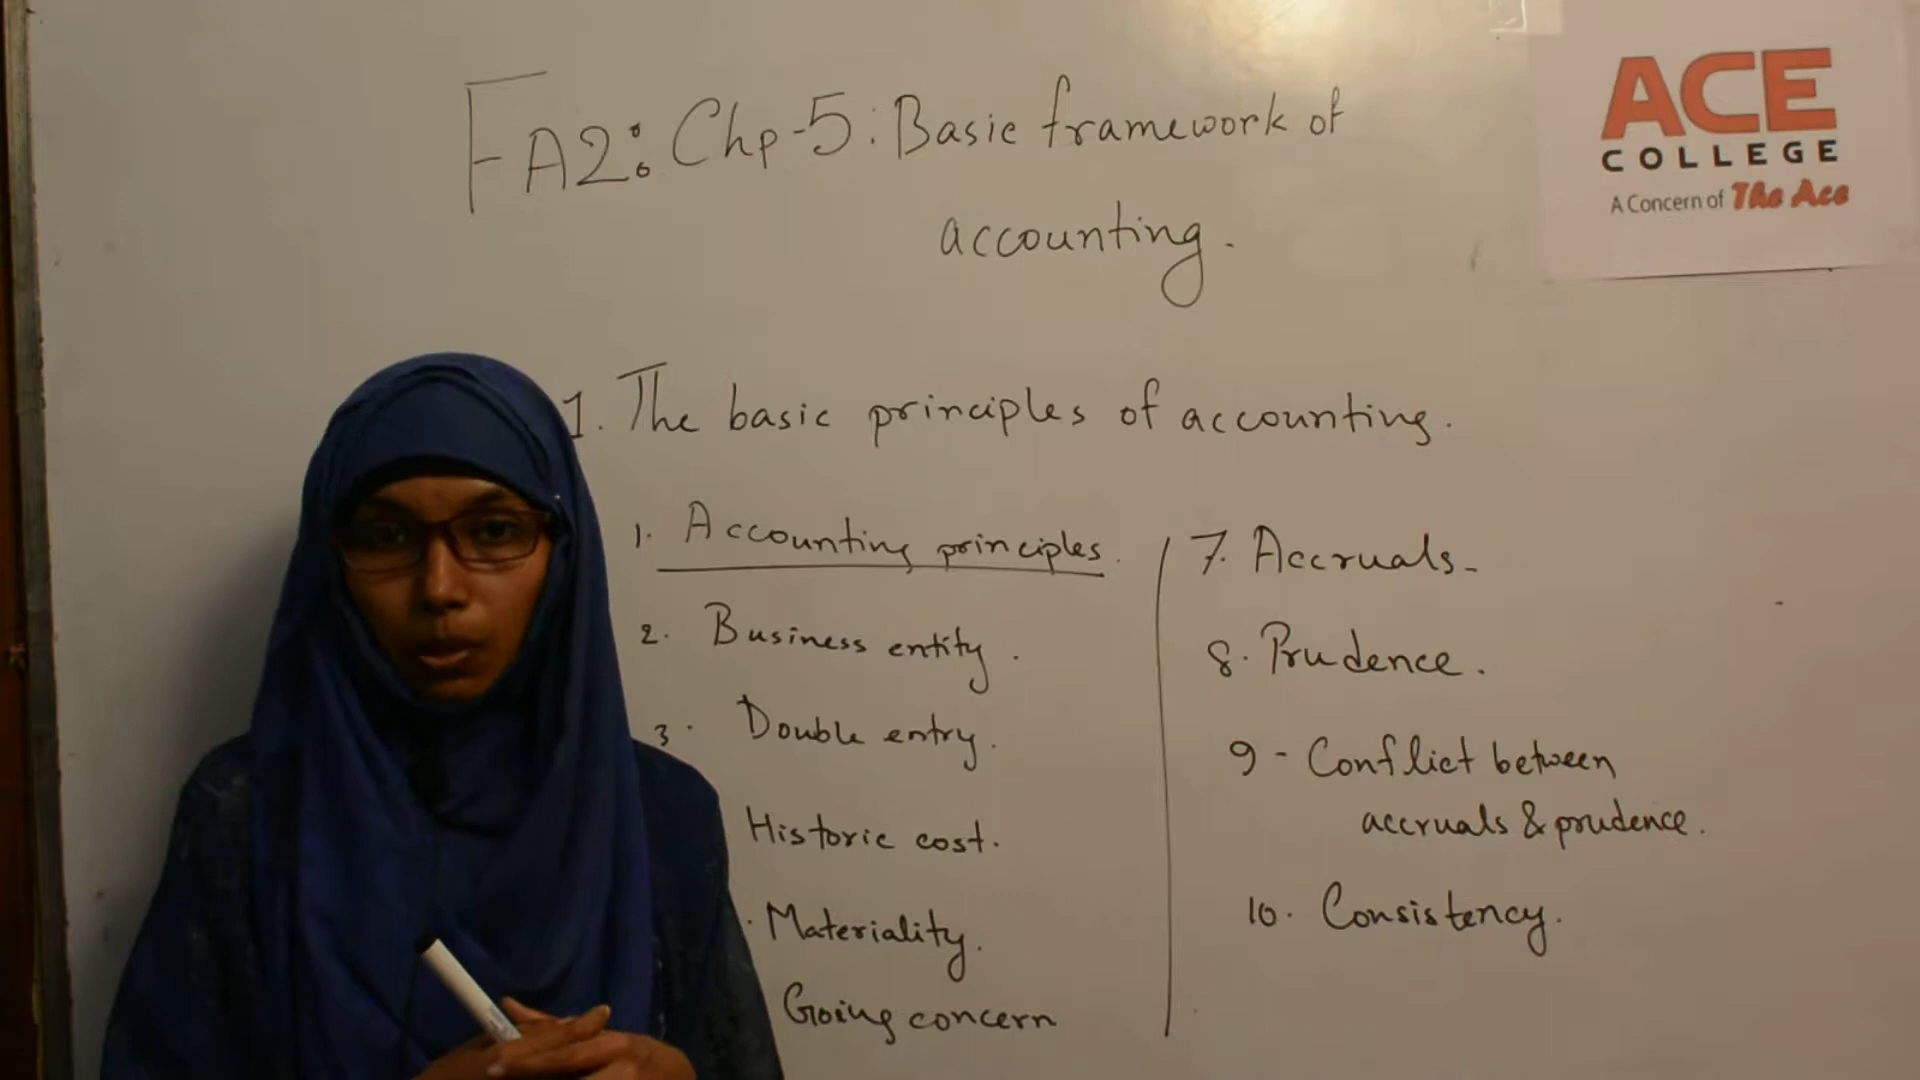 FA2: Chp-5: Basic framework of
accounting.
ACE
COLLEGE
A Concern of The Ace
1. The basic principles of accounting.
1. Accounting principles.
2. Business entity.
3. Double entry.
Historic cost.
. Materiality.
Going concern
7. Accruals-
8. Prudence.
9 - Conflict between
accruals & prudence.
10. Consistency.